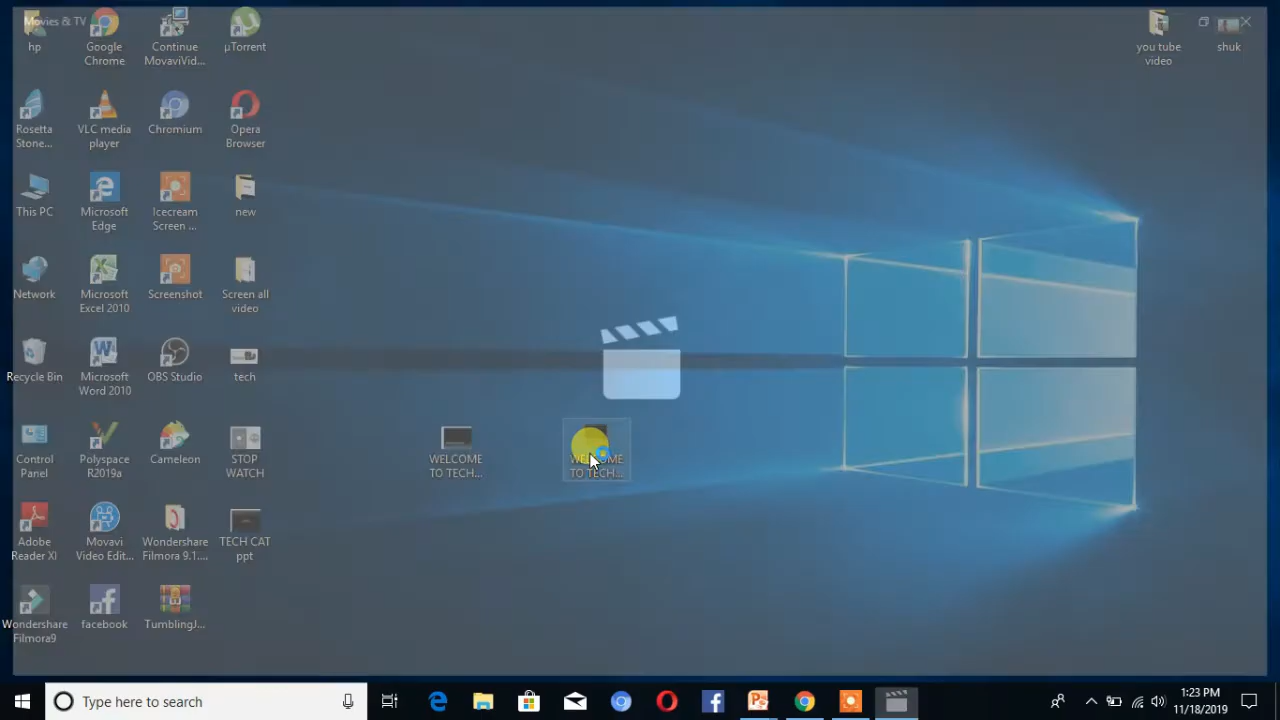 Movies & TV
hp
Google
Chrome
Continue
MovaviVid...
µTorrent
you tube
video
shuk
Rosetta
Stone...
VLC media
player
Chromium
Opera
Browser
This PC
Microsoft
Edge
Icecream
Screen ...
new
Network
Microsoft
Excel 2010
Screenshot
Screen all
video
Recycle Bin
Microsoft
Word 2010
OBS Studio
tech
Control
Panel
Polyspace
R2019a
Cameleon
STOP
WATCH
WELCOME
TO TECH...
WELCOME
TO TECH...
Adobe
Reader XI
Movavi
Video Edit...
Wondershare
Filmora 9.1....
TECH CAT
ppt
Wondershare
Filmora9
facebook
TumblingJ...
Type here to search
1:23 PM
11/18/2019